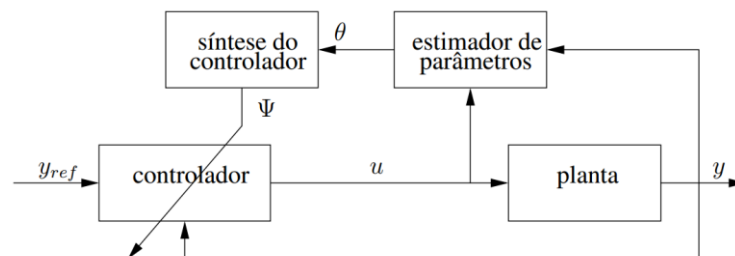 síntese do
controlador
θ
estimador de
parâmetros
Ψ
y_ref
controlador
u
planta
y